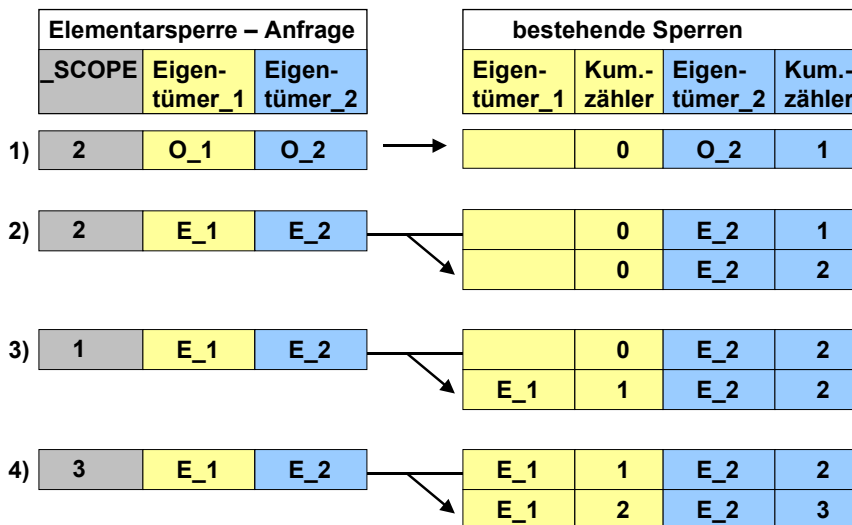 Elementarsperre – Anfrage bestehende Sperren
_SCOPE Eigen- Eigen- Eigen- Kum.- Eigen- Kum.-
tümer_1 tümer_2 tümer_1 zähler tümer_2 zähler
1) 2 O_1 O_2 0 O_2 1
2) 2 E_1 E_2 0 E_2 1
0 E_2 2
3) 1 E_1 E_2 0 E_2 2
E_1 1 E_2 2
4) 3 E_1 E_2 E_1 1 E_2 2
E_1 2 E_2 3